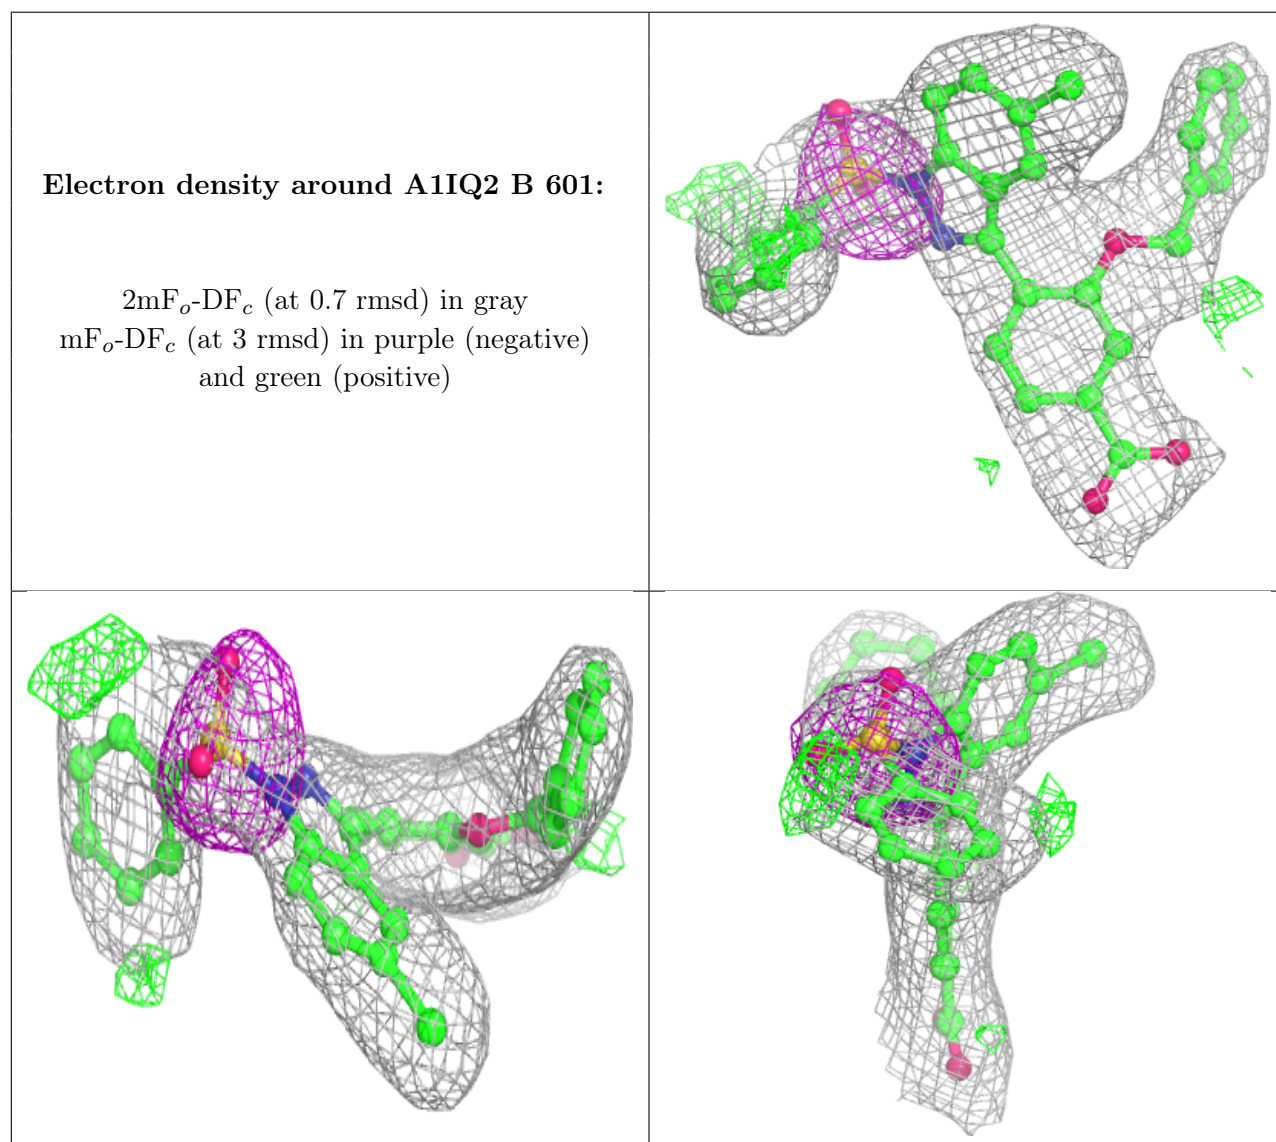 Electron density around A1IQ2 B 601:
2mFo-DFc (at 0.7 rmsd) in gray
mFo-DFc (at 3 rmsd) in purple (negative)
and green (positive)